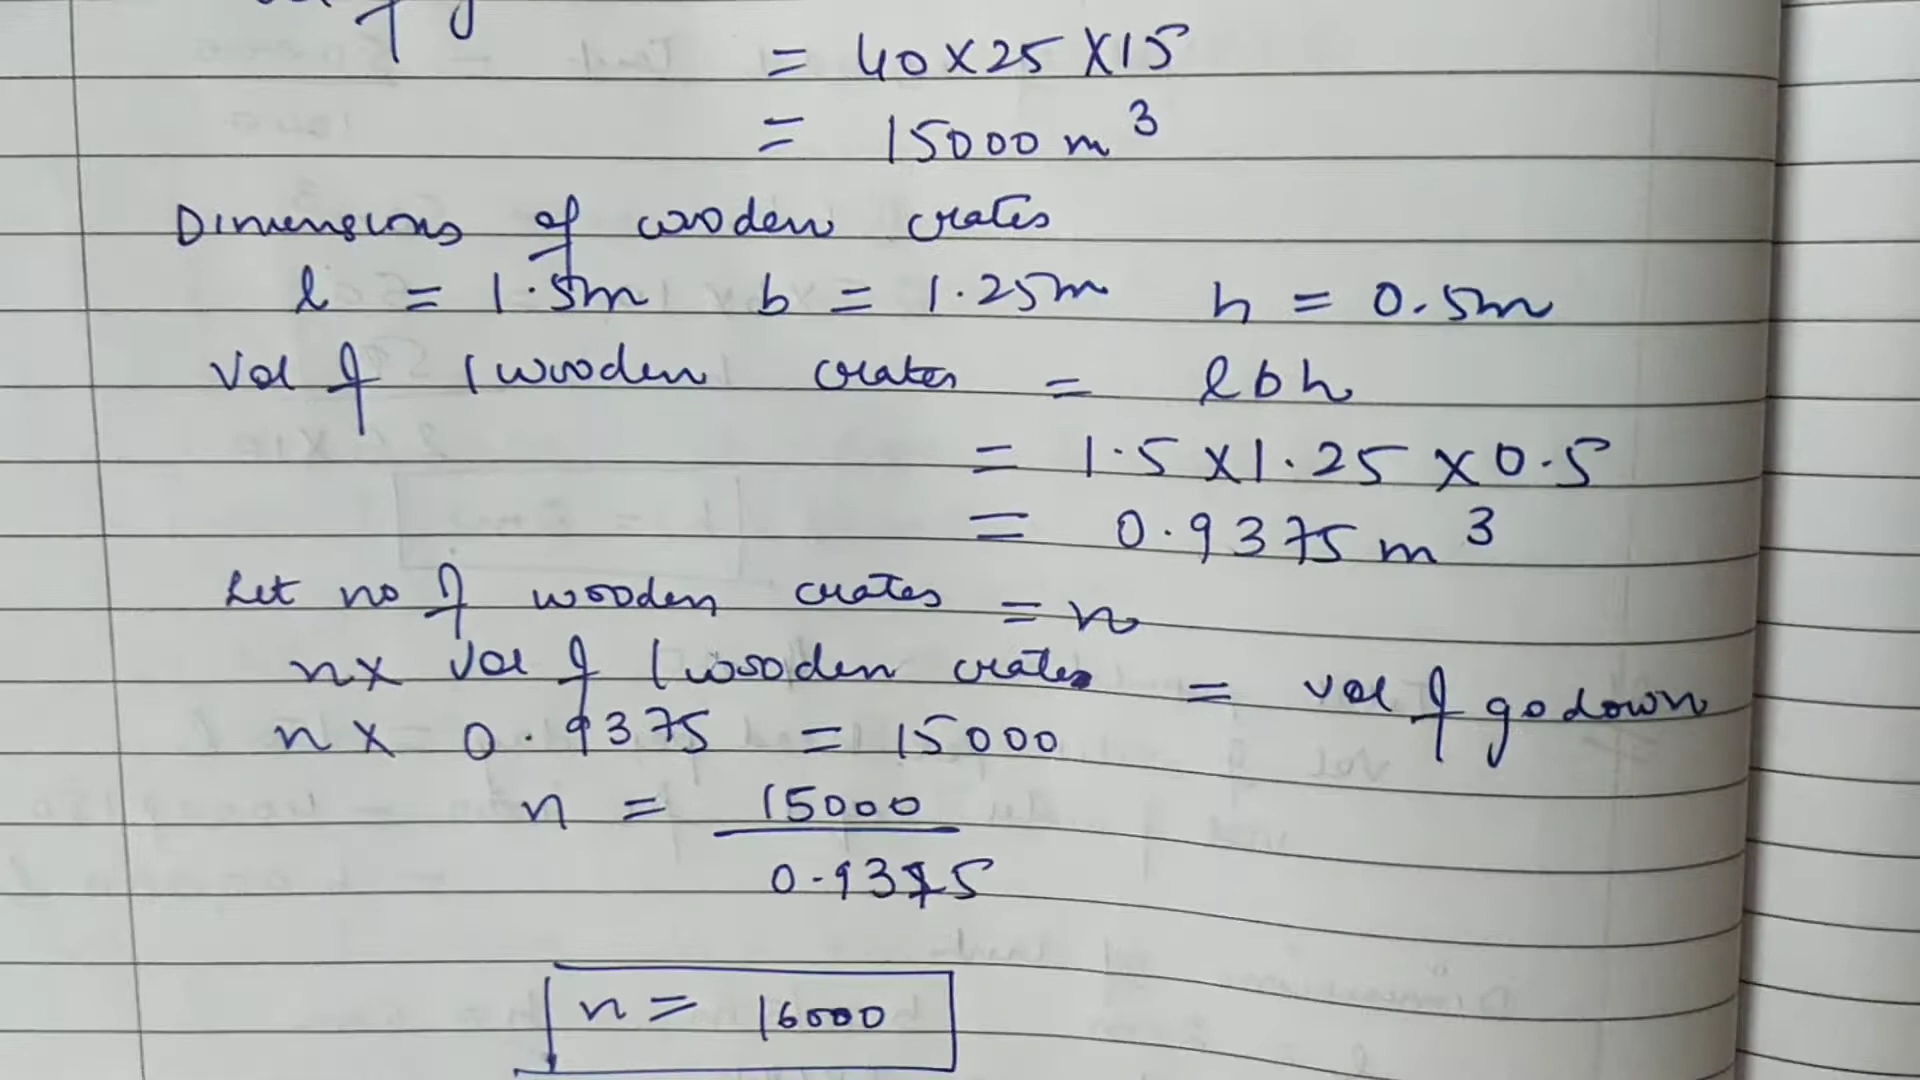 = 40 × 25 × 15
= 15000 m³
Dimensions of wooden crates
l = 1.5m b = 1.25m h = 0.5m
Vol of 1 wooden crates = lbh
= 1.5 × 1.25 × 0.5
= 0.9375 m³
Let no of wooden crates = n
n × Vol of 1 wooden crates = vol of godown
n × 0.9375 = 15000
n = 15000
0.9375
n = 16000